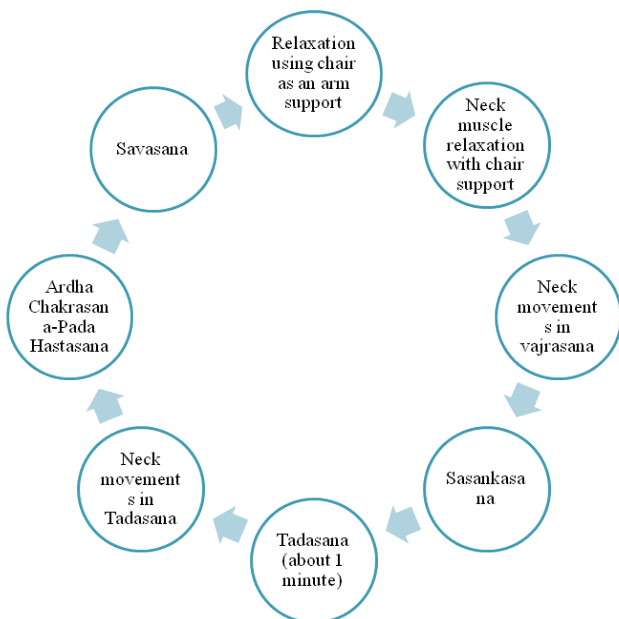 Relaxation
using chair
as an arm
support
Neck
muscle
relaxation
with chair
support
Neck
movement
s in
vajrasana
Sasankasa
na
Tadasana
(about 1
minute)
Neck
movement
s in
Tadasana
Ardha
Chakrasan
a-Pada
Hastasana
Savasana